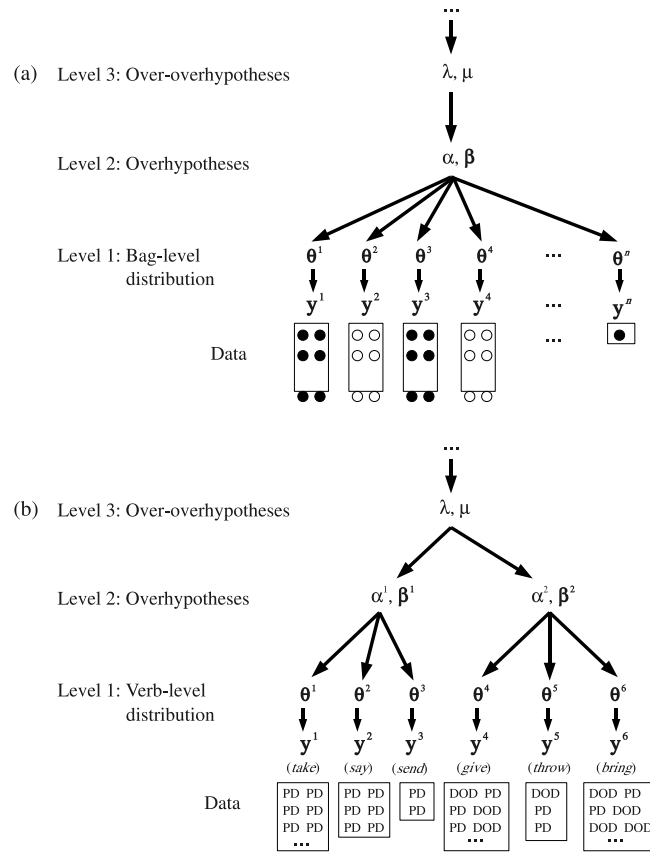 ...
(a) Level 3: Over-overhypotheses λ, μ
Level 2: Overhypotheses α, β
Level 1: Bag-level distribution θ¹ θ² θ³ θ⁴ ... θⁿ
y¹ y² y³ y⁴ ... yⁿ
Data ...
...
(b) Level 3: Over-overhypotheses λ, μ
Level 2: Overhypotheses α¹, β¹ α², β²
Level 1: Verb-level distribution θ¹ θ² θ³ θ⁴ θ⁵ θ⁶
y¹ y² y³ y⁴ y⁵ y⁶
(take) (say) (send) (give) (throw) (bring)
Data PD PD PD PD PD DOD PD DOD DOD PD
PD PD PD PD PD PD DOD PD PD DOD
PD PD PD PD PD DOD PD DOD DOD
... ... ...